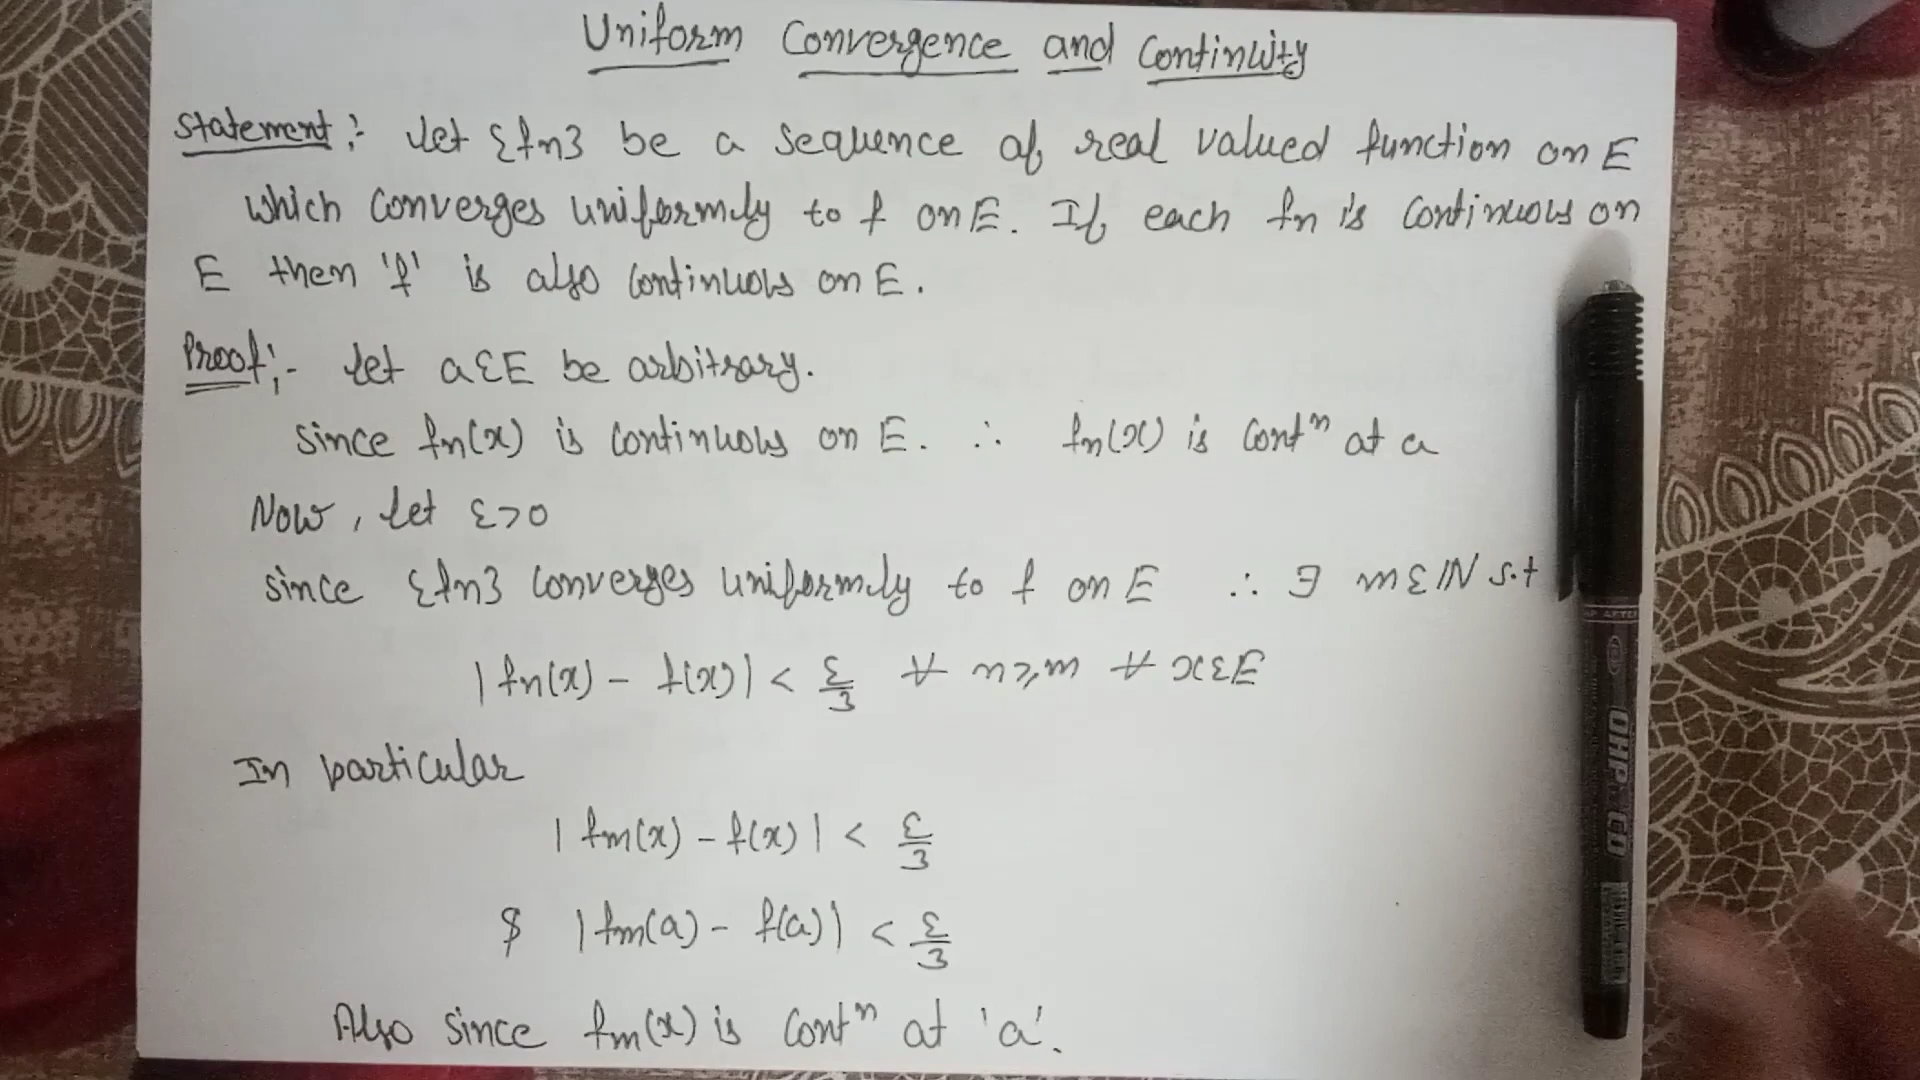 Uniform Convergence and Continuity
Statement :- Let {fn} be a sequence of real valued function on E
which converges uniformly to f on E. If each fn is continuous on
E then 'f' is also continuous on E.
Proof :- Let a ∈ E be arbitrary.
Since fn(x) is continuous on E. ∴ fn(x) is contⁿ at a
Now, Let ε>0
Since {fn} converges uniformly to f on E ∴ ∃ m ∈ ℕ s.t
|fn(x) - f(x)| < ε/3 ∀ n ≥ m ∀ x ∈ E
In particular
|fm(x) - f(x)| < ε/3
$ |fm(a) - f(a)| < ε/3
Also since fm(x) is contⁿ at 'a'.
OHP & CD